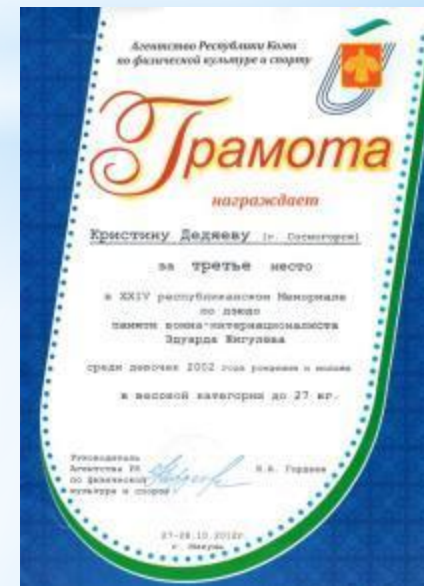 Агентство Республики Коми
по физической культуре и спорту
Грамота
награждает
Кристину Дедяеву (г. Сосногорск)
за третье место
в XXIV республиканском Мемориале
по дзюдо
памяти воина-интернационалиста
Эдуарда Жигулева
среди девочек 2002 года рождения и моложе
в весовой категории до 27 кг.
Руководитель
Агентства РК
по физической
культуре и спорту
27-28.10.2012г
г. Микунь